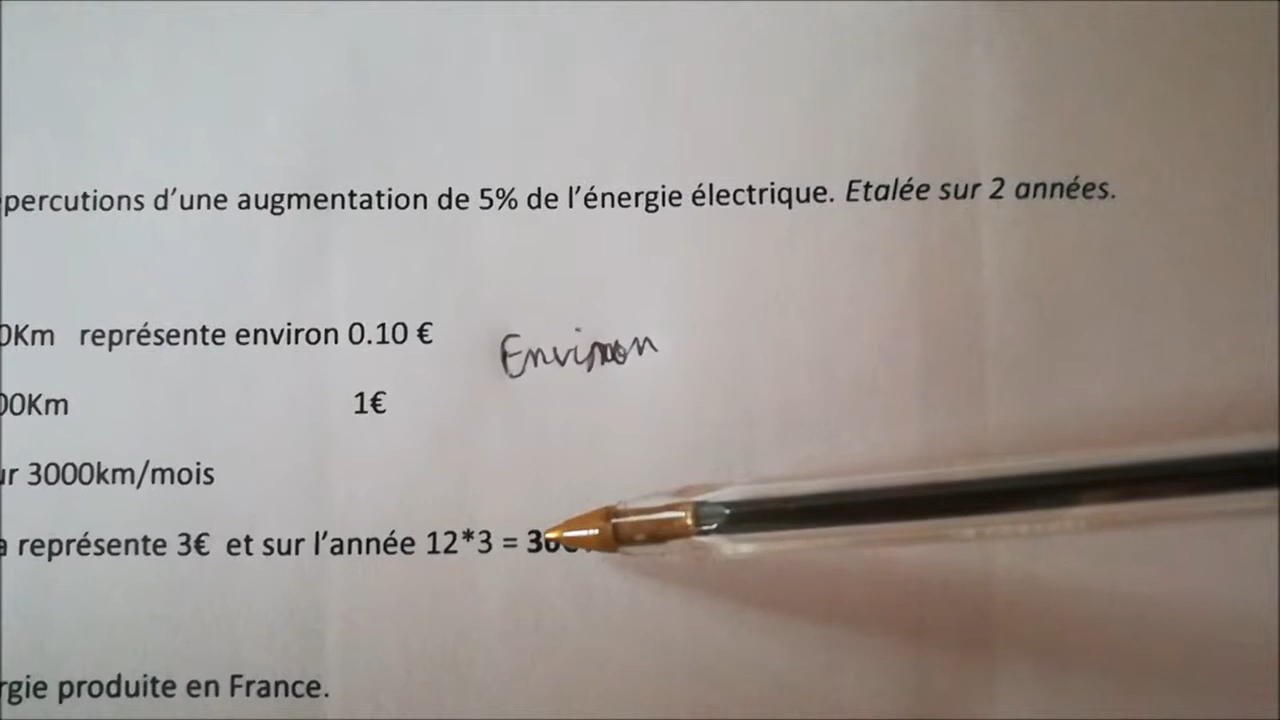 percutions d'une augmentation de 5% de l'énergie électrique. Etalée sur 2 années.
0Km représente environ 0.10 €
Environ
00Km 1€
ur 3000km/mois
a représente 3€ et sur l'année 12*3 =
rgie produite en France.